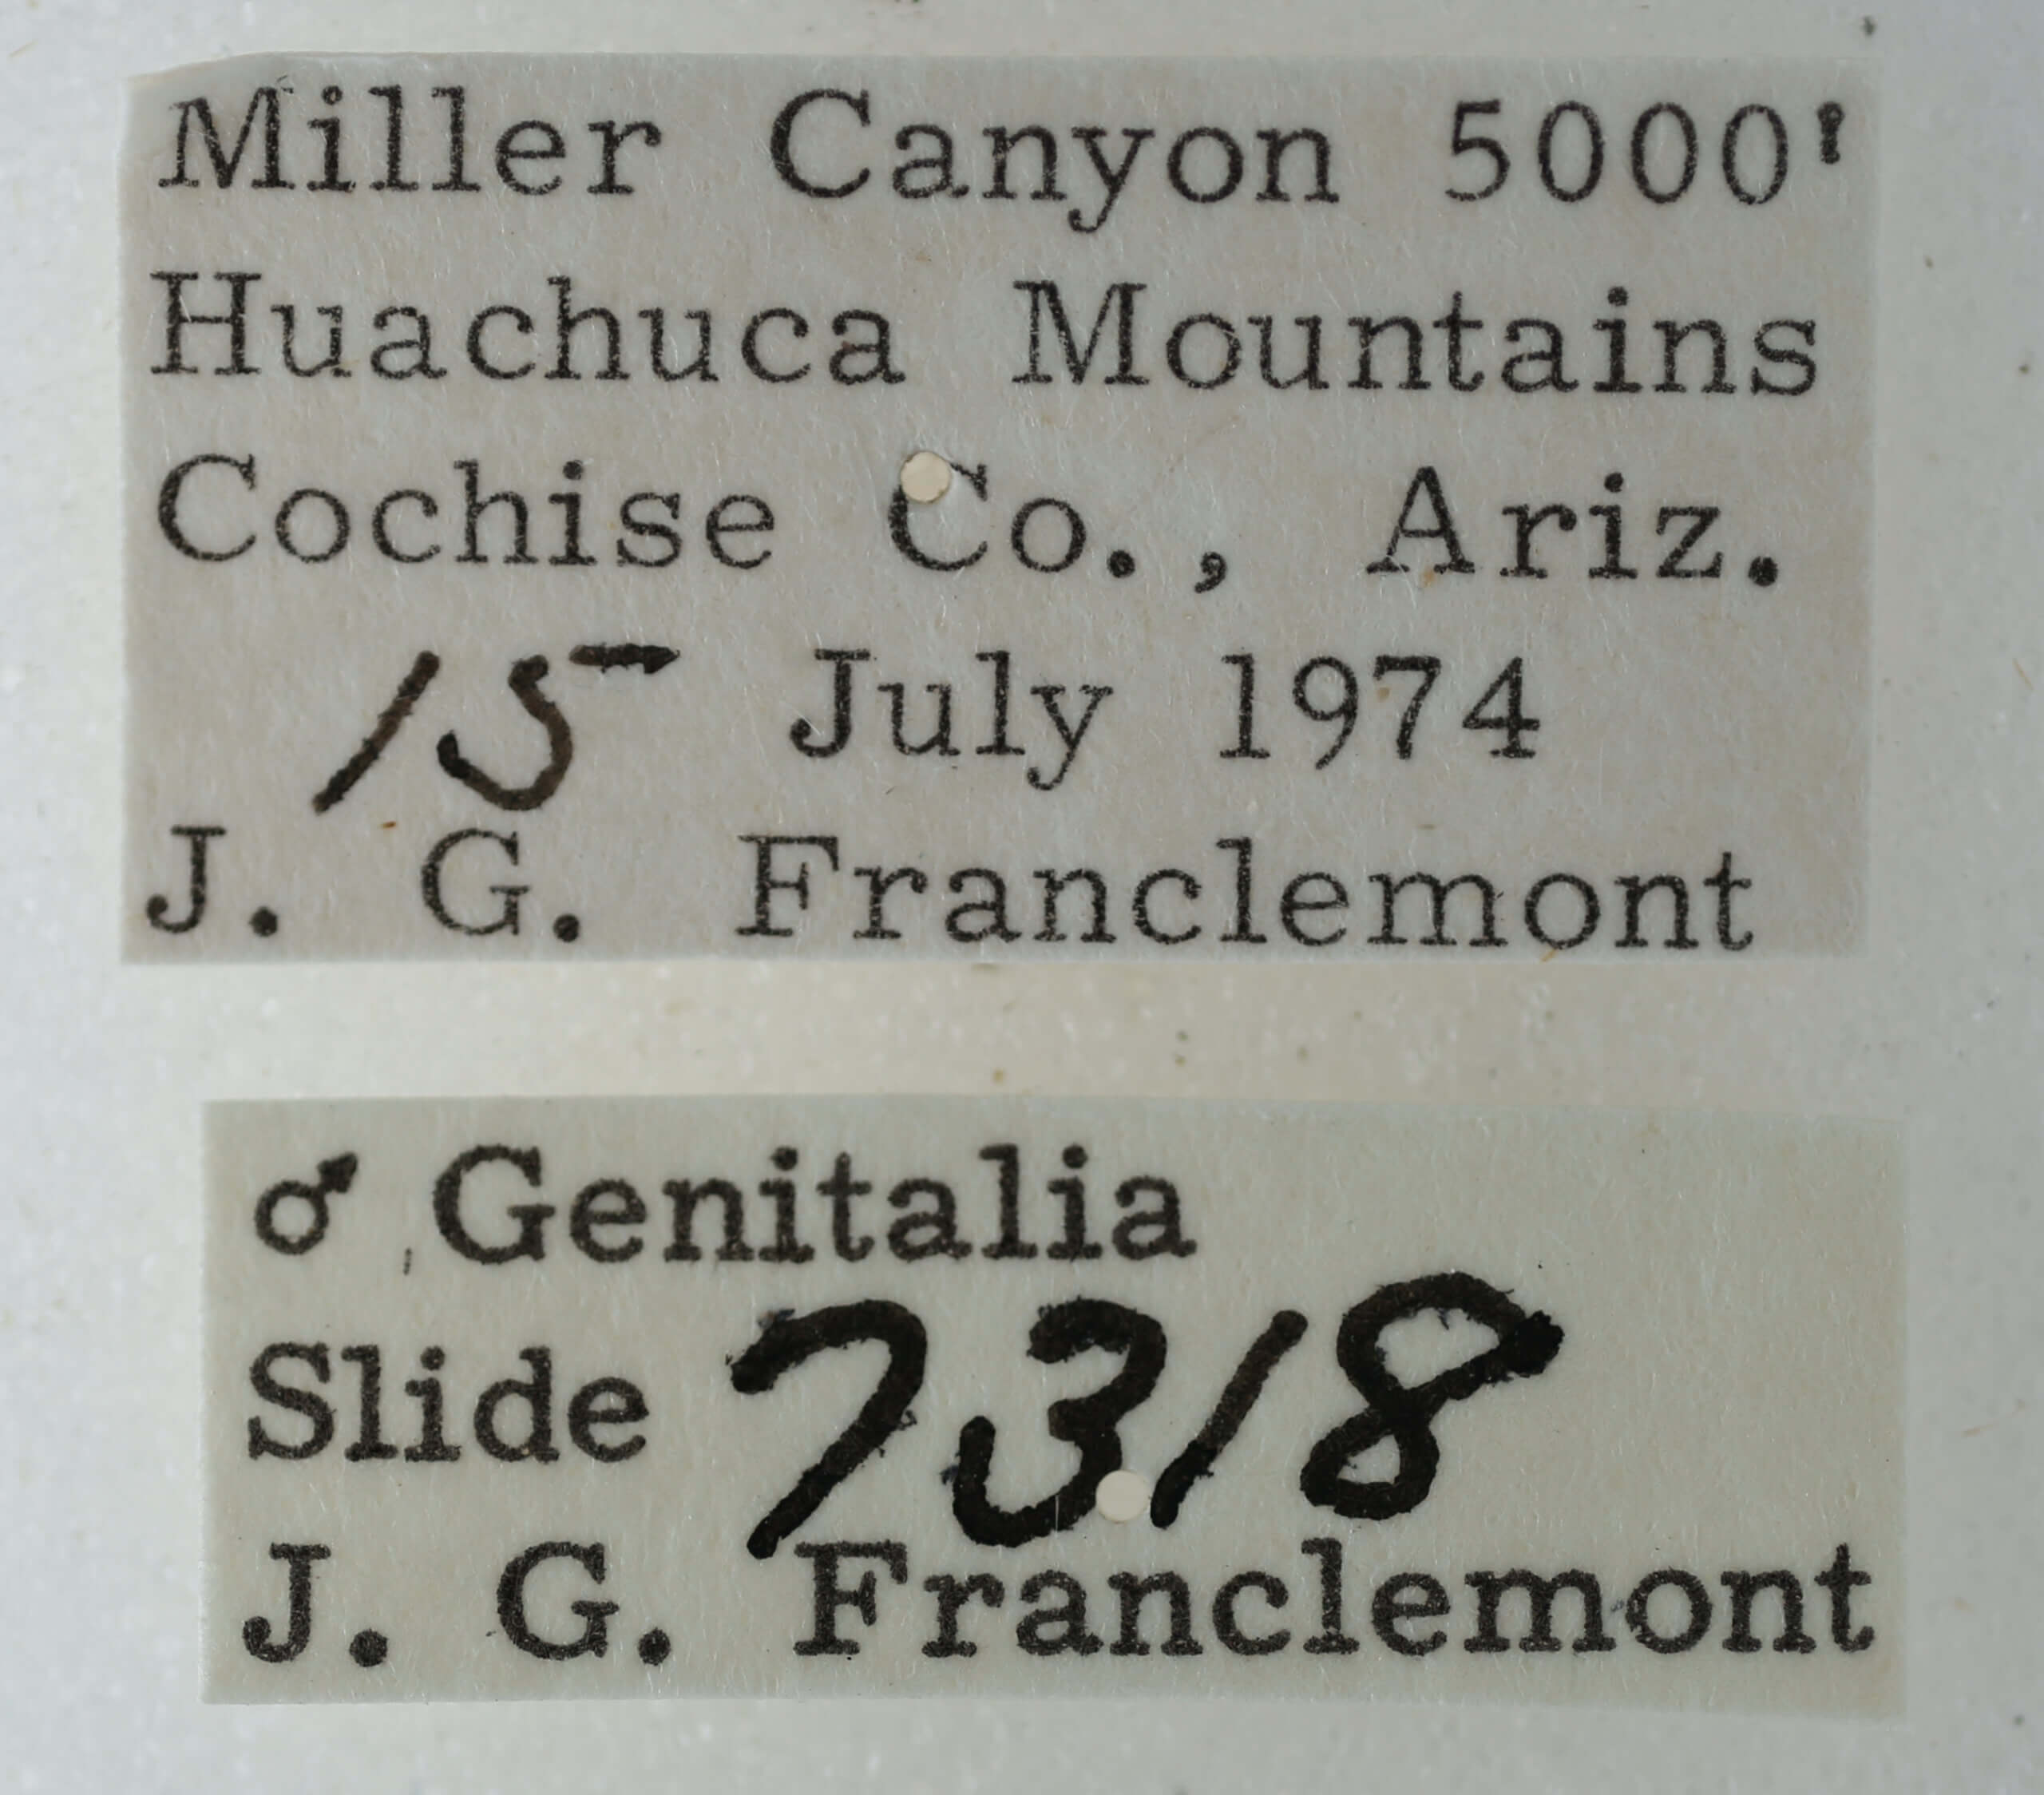 Miller Canyon 5000'
Huachuca Mountains
Cochise Co., Ariz.
15 July 1974
J. G. Franclemont
♂ Genitalia
Slide 7318
J. G. Franclemont